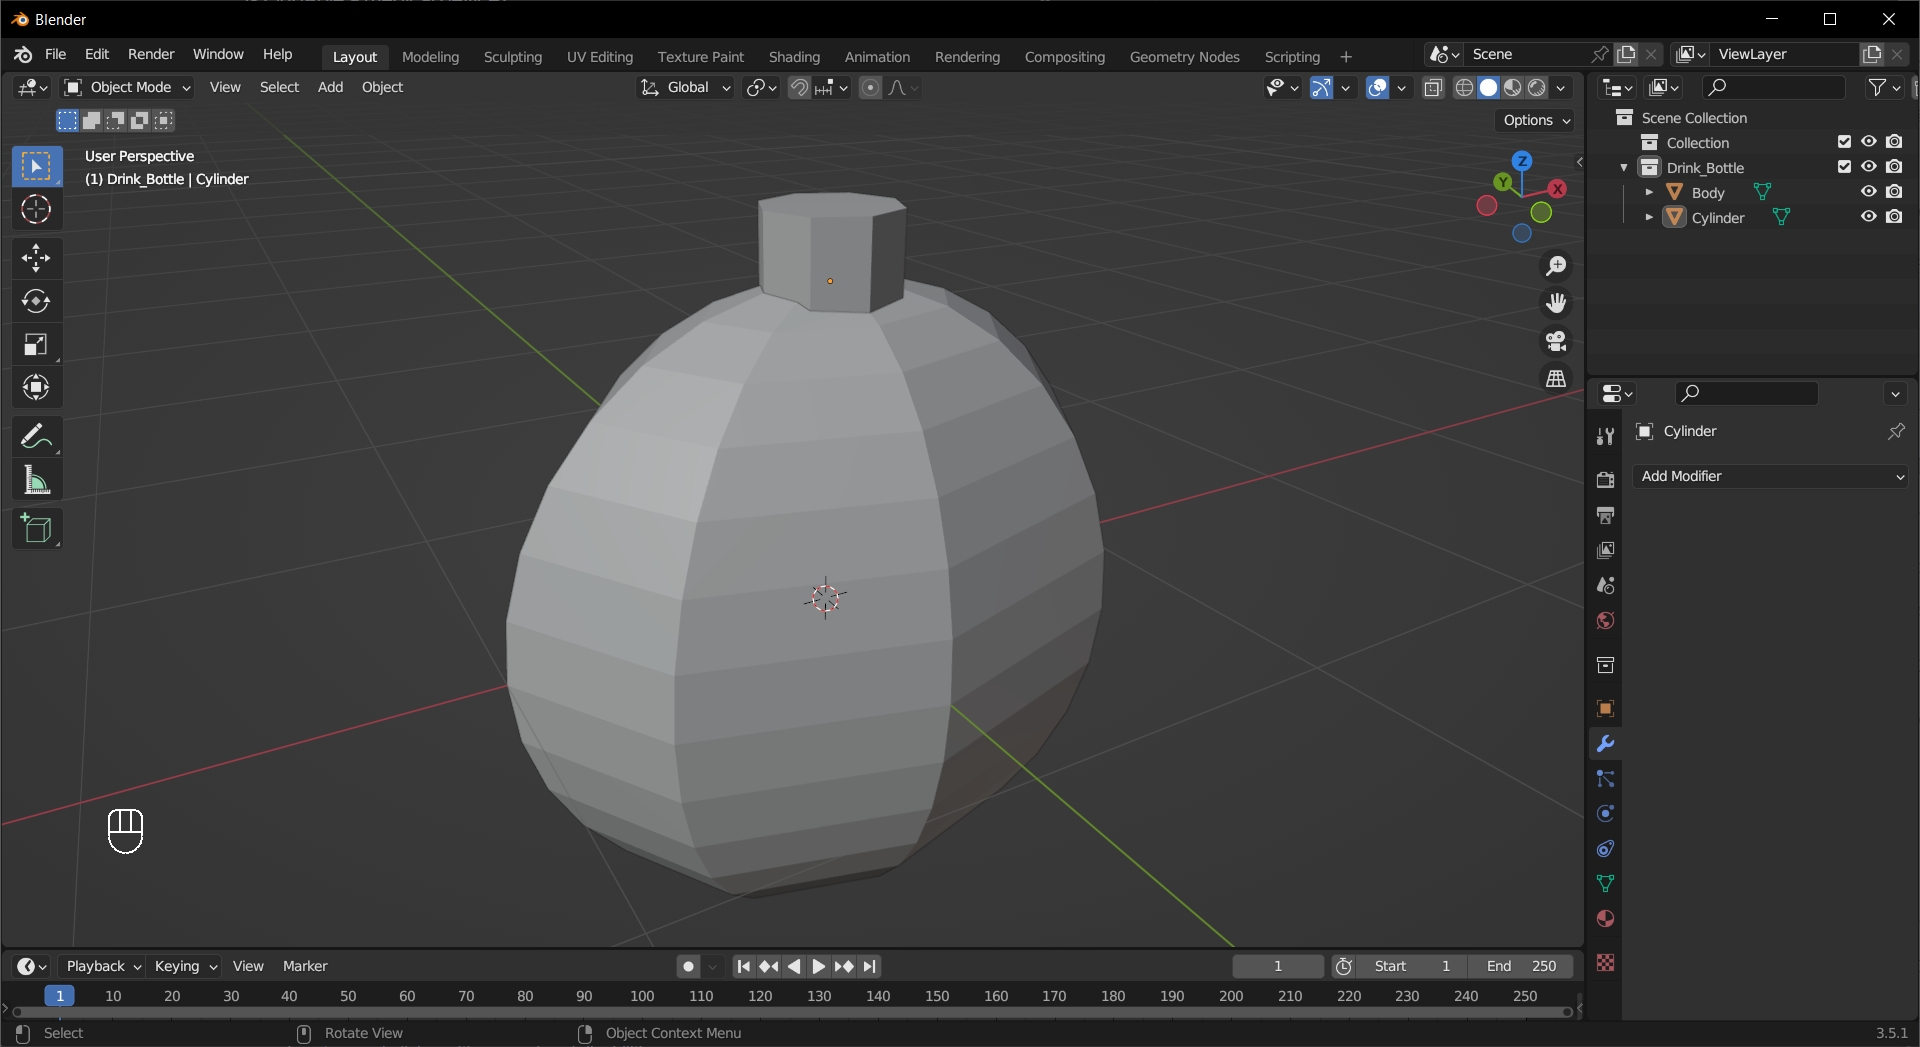 Blender
File Edit Render Window Help Layout Modeling Sculpting UV Editing Texture Paint Shading Animation Rendering Compositing Geometry Nodes Scripting + Scene ViewLayer
Object Mode View Select Add Object Global
Options
User Perspective
(1) Drink_Bottle | Cylinder
Z
Y
X
Scene Collection
Collection
Drink_Bottle
Body
Cylinder
Cylinder
Add Modifier
Playback Keying View Marker 1 Start 1 End 250
1 10 20 30 40 50 60 70 80 90 100 110 120 130 140 150 160 170 180 190 200 210 220 230 240 250
Select Rotate View Object Context Menu 3.5.1